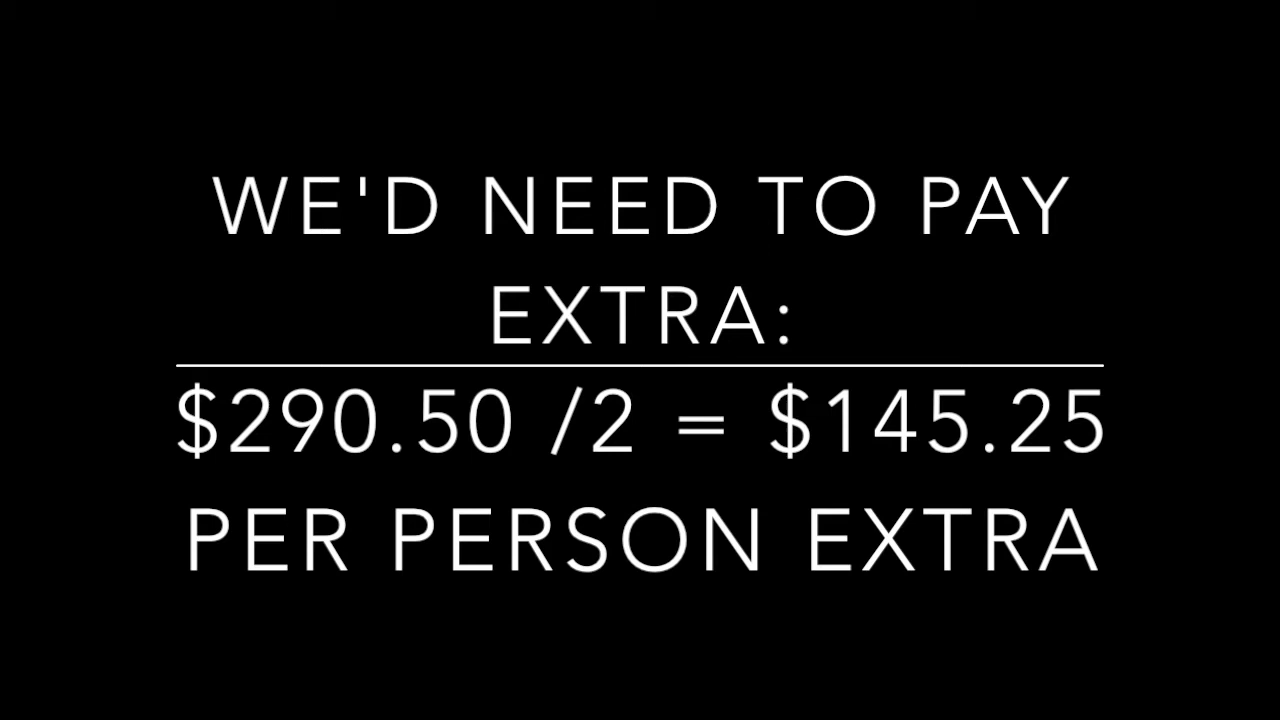 WE'D NEED TO PAY
EXTRA:
$290.50 /2 = $145.25
PER PERSON EXTRA